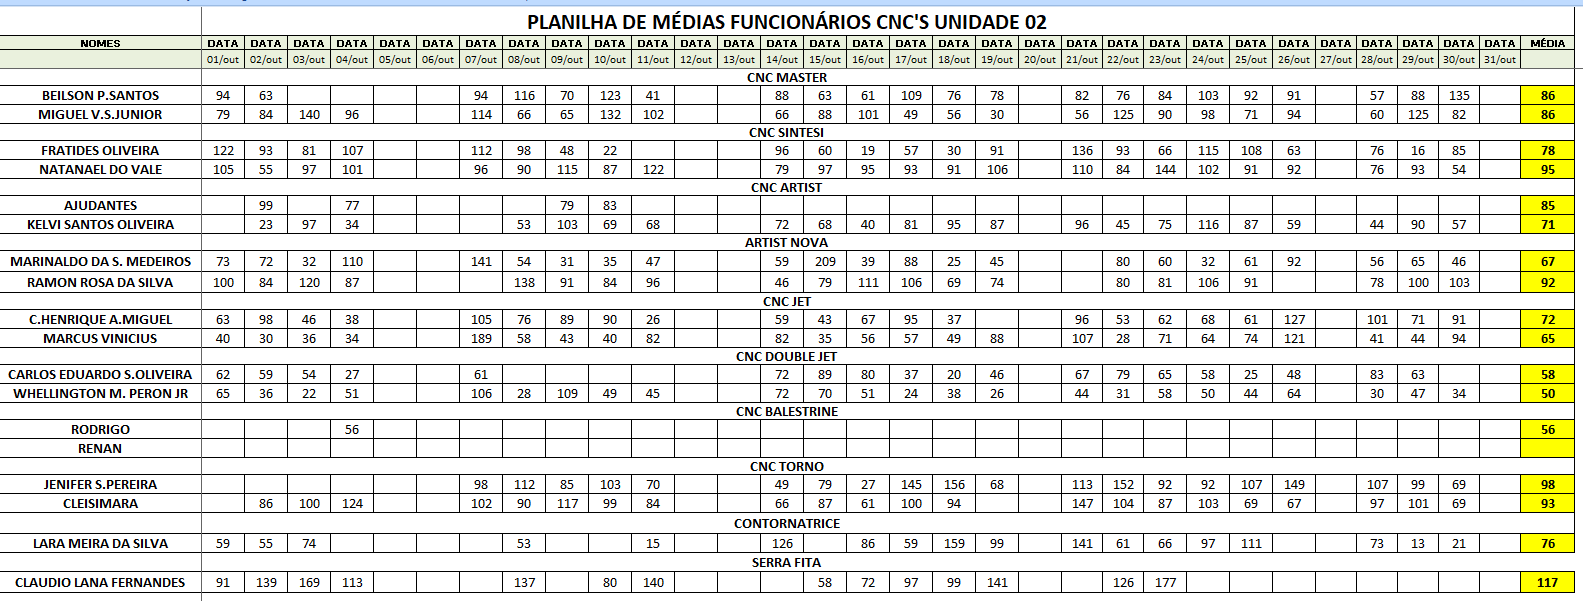 PLANILHA DE MÉDIAS FUNCIONÁRIOS CNC'S UNIDADE 02
NOMES DATA DATA DATA DATA DATA DATA DATA DATA DATA DATA DATA DATA DATA DATA DATA DATA DATA DATA DATA DATA DATA DATA DATA DATA DATA DATA DATA DATA DATA DATA DATA MÉDIA
01/out 02/out 03/out 04/out 05/out 06/out 07/out 08/out 09/out 10/out 11/out 12/out 13/out 14/out 15/out 16/out 17/out 18/out 19/out 20/out 21/out 22/out 23/out 24/out 25/out 26/out 27/out 28/out 29/out 30/out 31/out
CNC MASTER
BEILSON P.SANTOS 94 63 94 116 70 123 41 88 63 61 109 76 78 82 76 84 103 92 91 57 88 135 86
MIGUEL V.S.JUNIOR 79 84 140 96 114 66 65 132 102 66 88 101 49 56 30 56 125 90 98 71 94 60 125 82 86
CNC SINTESI
FRATIDES OLIVEIRA 122 93 81 107 112 98 48 22 96 60 19 57 30 91 136 93 66 115 108 63 76 16 85 78
NATANAEL DO VALE 105 55 97 101 96 90 115 87 122 79 97 95 93 91 106 110 84 144 102 91 92 76 93 54 95
CNC ARTIST
AJUDANTES 99 77 79 83 85
KELVI SANTOS OLIVEIRA 23 97 34 53 103 69 68 72 68 40 81 95 87 96 45 75 116 87 59 44 90 57 71
ARTIST NOVA
MARINALDO DA S. MEDEIROS 73 72 32 110 141 54 31 35 47 59 209 39 88 25 45 80 60 32 61 92 56 65 46 67
RAMON ROSA DA SILVA 100 84 120 87 138 91 84 96 46 79 111 106 69 74 80 81 106 91 78 100 103 92
CNC JET
C.HENRIQUE A.MIGUEL 63 98 46 38 105 76 89 90 26 59 43 67 95 37 96 53 62 68 61 127 101 71 91 72
MARCUS VINICIUS 40 30 36 34 189 58 43 40 82 82 35 56 57 49 88 107 28 71 64 74 121 41 44 94 65
CNC DOUBLE JET
CARLOS EDUARDO S.OLIVEIRA 62 59 54 27 61 72 89 80 37 20 46 67 79 65 58 25 48 83 63 58
WHELLINGTON M. PERON JR 65 36 22 51 106 28 109 49 45 72 70 51 24 38 26 44 31 58 50 44 64 30 47 34 50
CNC BALESTRINE
RODRIGO 56 56
RENAN
CNC TORNO
JENIFER S.PEREIRA 98 112 85 103 70 49 79 27 145 156 68 113 152 92 92 107 149 107 99 69 98
CLEISIMARA 86 100 124 102 90 117 99 84 66 87 61 100 94 147 104 87 103 69 67 97 101 69 93
CONTORNATRICE
LARA MEIRA DA SILVA 59 55 74 53 15 126 86 59 159 99 141 61 66 97 111 73 13 21 76
SERRA FITA
CLAUDIO LANA FERNANDES 91 139 169 113 137 80 140 58 72 97 99 141 126 177 117